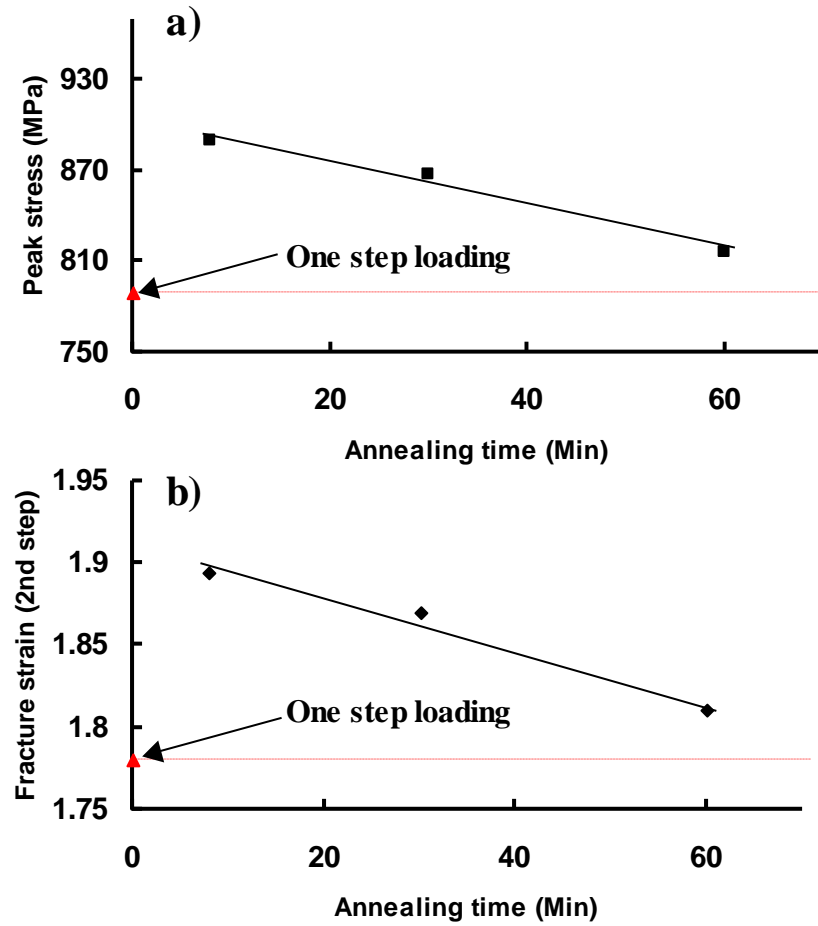 a)
Peak stress (MPa)
930
870
810
750
One step loading
0 20 40 60
Annealing time (Min)
b)
Fracture strain (2nd step)
1.95
1.9
1.85
1.8
1.75
One step loading
0 20 40 60
Annealing time (Min)